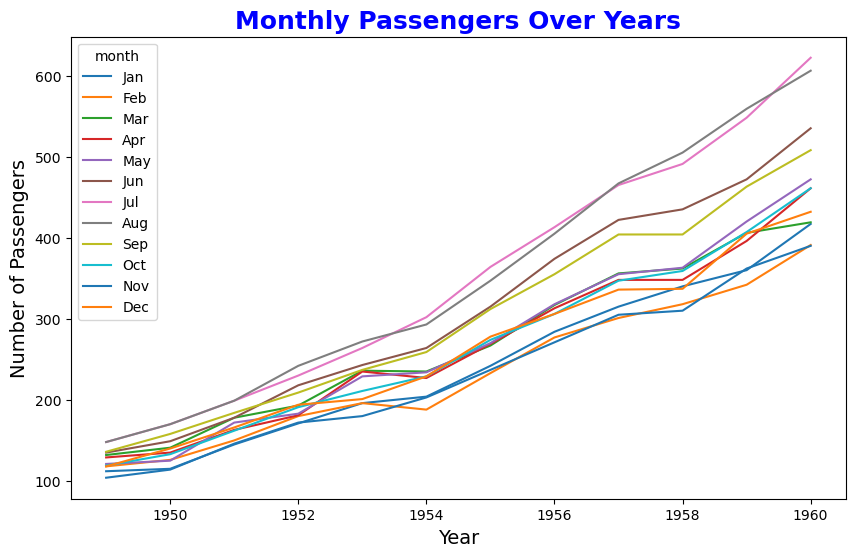 Monthly Passengers Over Years
Number of Passengers
600
500
400
300
200
100
month
Jan
Feb
Mar
Apr
May
Jun
Jul
Aug
Sep
Oct
Nov
Dec
1950 1952 1954 1956 1958 1960
Year